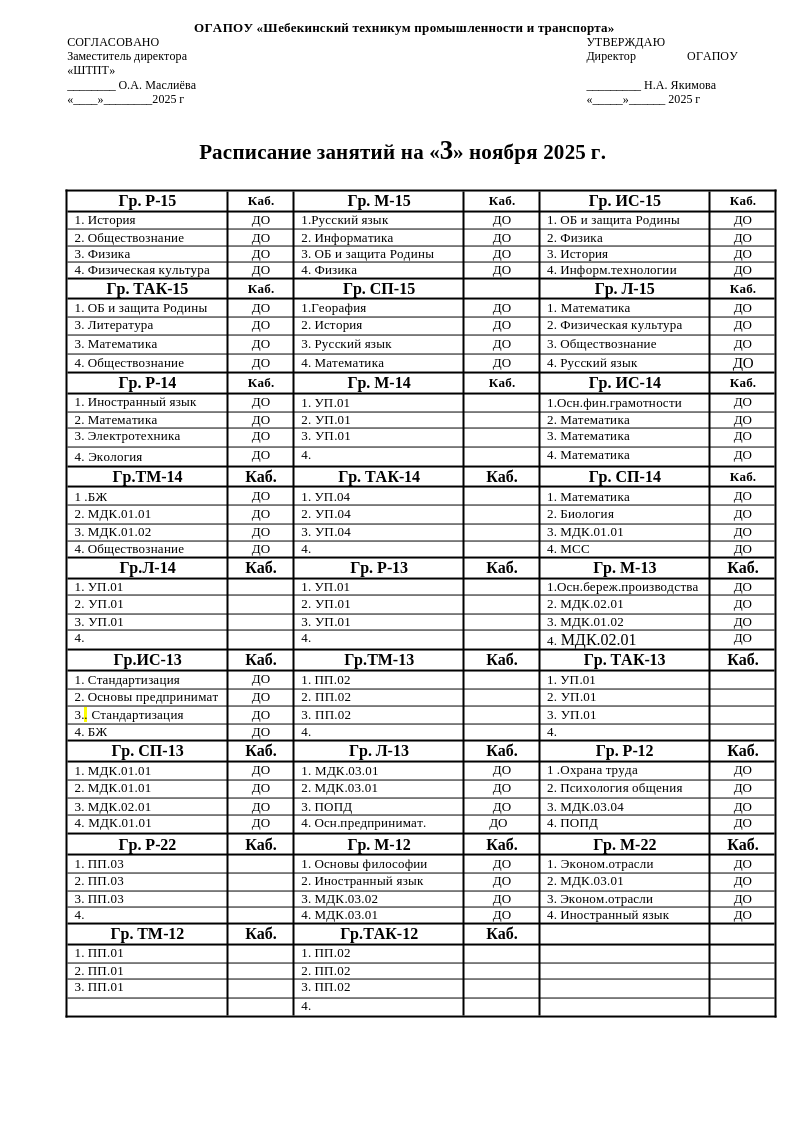 ОГАПОУ «Шебекинский техникум промышленности и транспорта»
СОГЛАСОВАНО УТВЕРЖДАЮ
Заместитель директора Директор ОГАПОУ
«ШТПТ»
________ О.А. Маслиёва _________ Н.А. Якимова
«____»________2025 г «_____»______ 2025 г
Расписание занятий на «3» ноября 2025 г.
Гр. Р-15 Каб. Гр. М-15 Каб. Гр. ИС-15 Каб.
1. История ДО 1.Русский язык ДО 1. ОБ и защита Родины ДО
2. Обществознание ДО 2. Информатика ДО 2. Физика ДО
3. Физика ДО 3. ОБ и защита Родины ДО 3. История ДО
4. Физическая культура ДО 4. Физика ДО 4. Информ.технологии ДО
Гр. ТАК-15 Каб. Гр. СП-15 Гр. Л-15 Каб.
1. ОБ и защита Родины ДО 1.Георафия ДО 1. Математика ДО
3. Литература ДО 2. История ДО 2. Физическая культура ДО
3. Математика ДО 3. Русский язык ДО 3. Обществознание ДО
4. Обществознание ДО 4. Математика ДО 4. Русский язык ДО
Гр. Р-14 Каб. Гр. М-14 Каб. Гр. ИС-14 Каб.
1. Иностранный язык ДО 1. УП.01 1.Осн.фин.грамотности ДО
2. Математика ДО 2. УП.01 2. Математика ДО
3. Электротехника ДО 3. УП.01 3. Математика ДО
4. Экология ДО 4. 4. Математика ДО
Гр.ТМ-14 Каб. Гр. ТАК-14 Каб. Гр. СП-14 Каб.
1 .БЖ ДО 1. УП.04 1. Математика ДО
2. МДК.01.01 ДО 2. УП.04 2. Биология ДО
3. МДК.01.02 ДО 3. УП.04 3. МДК.01.01 ДО
4. Обществознание ДО 4. 4. МСС ДО
Гр.Л-14 Каб. Гр. Р-13 Каб. Гр. М-13 Каб.
1. УП.01 1. УП.01 1.Осн.береж.производства ДО
2. УП.01 2. УП.01 2. МДК.02.01 ДО
3. УП.01 3. УП.01 3. МДК.01.02 ДО
4. 4. 4. МДК.02.01 ДО
Гр.ИС-13 Каб. Гр.ТМ-13 Каб. Гр. ТАК-13 Каб.
1. Стандартизация ДО 1. ПП.02 1. УП.01
2. Основы предпринимат ДО 2. ПП.02 2. УП.01
3.. Стандартизация ДО 3. ПП.02 3. УП.01
4. БЖ ДО 4. 4.
Гр. СП-13 Каб. Гр. Л-13 Каб. Гр. Р-12 Каб.
1. МДК.01.01 ДО 1. МДК.03.01 ДО 1 .Охрана труда ДО
2. МДК.01.01 ДО 2. МДК.03.01 ДО 2. Психология общения ДО
3. МДК.02.01 ДО 3. ПОПД ДО 3. МДК.03.04 ДО
4. МДК.01.01 ДО 4. Осн.предпринимат. ДО 4. ПОПД ДО
Гр. Р-22 Каб. Гр. М-12 Каб. Гр. М-22 Каб.
1. ПП.03 1. Основы философии ДО 1. Эконом.отрасли ДО
2. ПП.03 2. Иностранный язык ДО 2. МДК.03.01 ДО
3. ПП.03 3. МДК.03.02 ДО 3. Эконом.отрасли ДО
4. 4. МДК.03.01 ДО 4. Иностранный язык ДО
Гр. ТМ-12 Каб. Гр.ТАК-12 Каб.
1. ПП.01 1. ПП.02
2. ПП.01 2. ПП.02
3. ПП.01 3. ПП.02
4.